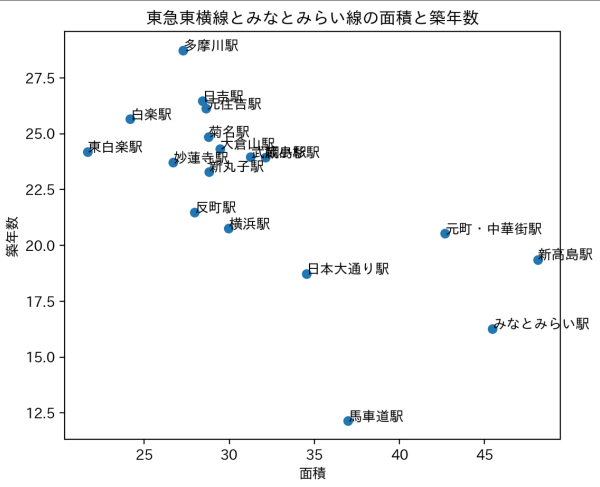 東急東横線とみなとみらい線の面積と築年数
築年数
27.5
25.0
22.5
20.0
17.5
15.0
12.5
多摩川駅
日吉駅
元住吉駅
白楽駅
菊名駅
大倉山駅
東白楽駅
妙蓮寺駅
新丸子駅
反町駅
横浜駅
元町・中華街駅
新高島駅
日本大通り駅
みなとみらい駅
馬車道駅
25
30
35
40
45
面積